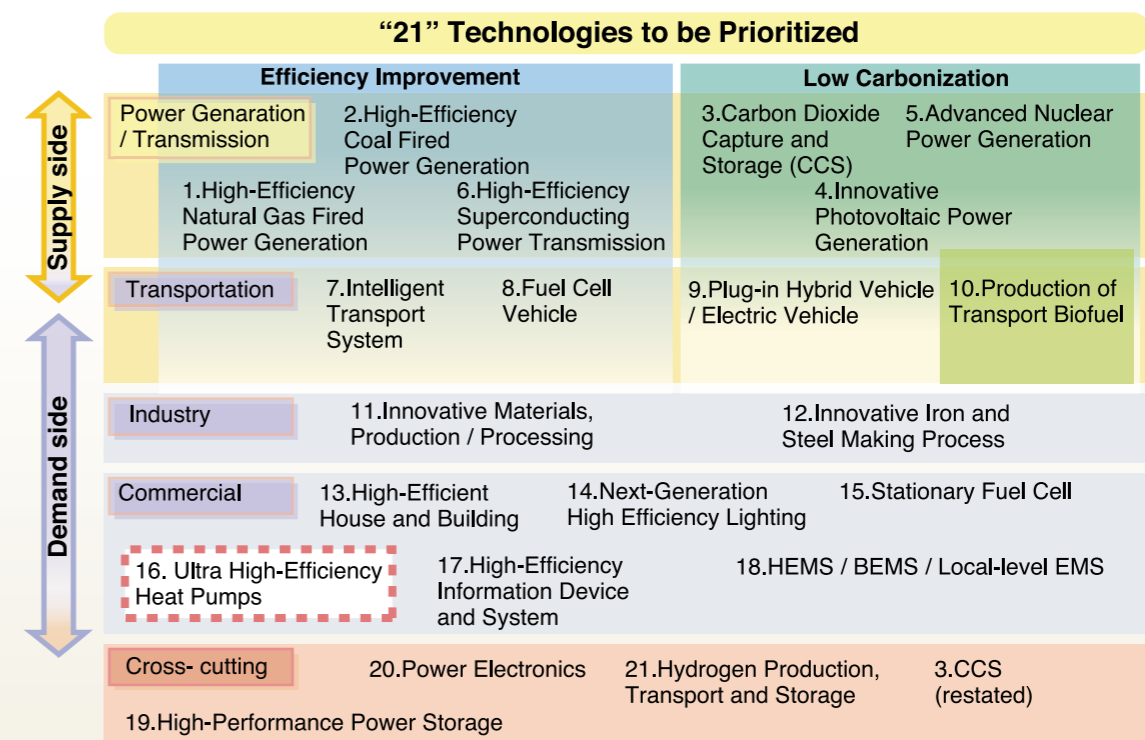 “21” Technologies to be Prioritized
Efficiency Improvement
Low Carbonization
Supply side
Power Genaration
/ Transmission
2.High-Efficiency
Coal Fired
Power Generation
3.Carbon Dioxide
Capture and
Storage (CCS)
5.Advanced Nuclear
Power Generation
1.High-Efficiency
Natural Gas Fired
Power Generation
6.High-Efficiency
Superconducting
Power Transmission
4.Innovative
Photovoltaic Power
Generation
Transportation
7.Intelligent
Transport
System
8.Fuel Cell
Vehicle
9.Plug-in Hybrid Vehicle
/ Electric Vehicle
10.Production of
Transport Biofuel
Demand side
Industry
11.Innovative Materials,
Production / Processing
12.Innovative Iron and
Steel Making Process
Commercial
13.High-Efficient
House and Building
14.Next-Generation
High Efficiency Lighting
15.Stationary Fuel Cell
16. Ultra High-Efficiency
Heat Pumps
17.High-Efficiency
Information Device
and System
18.HEMS / BEMS / Local-level EMS
Cross- cutting
20.Power Electronics
21.Hydrogen Production,
Transport and Storage
3.CCS
(restated)
19.High-Performance Power Storage